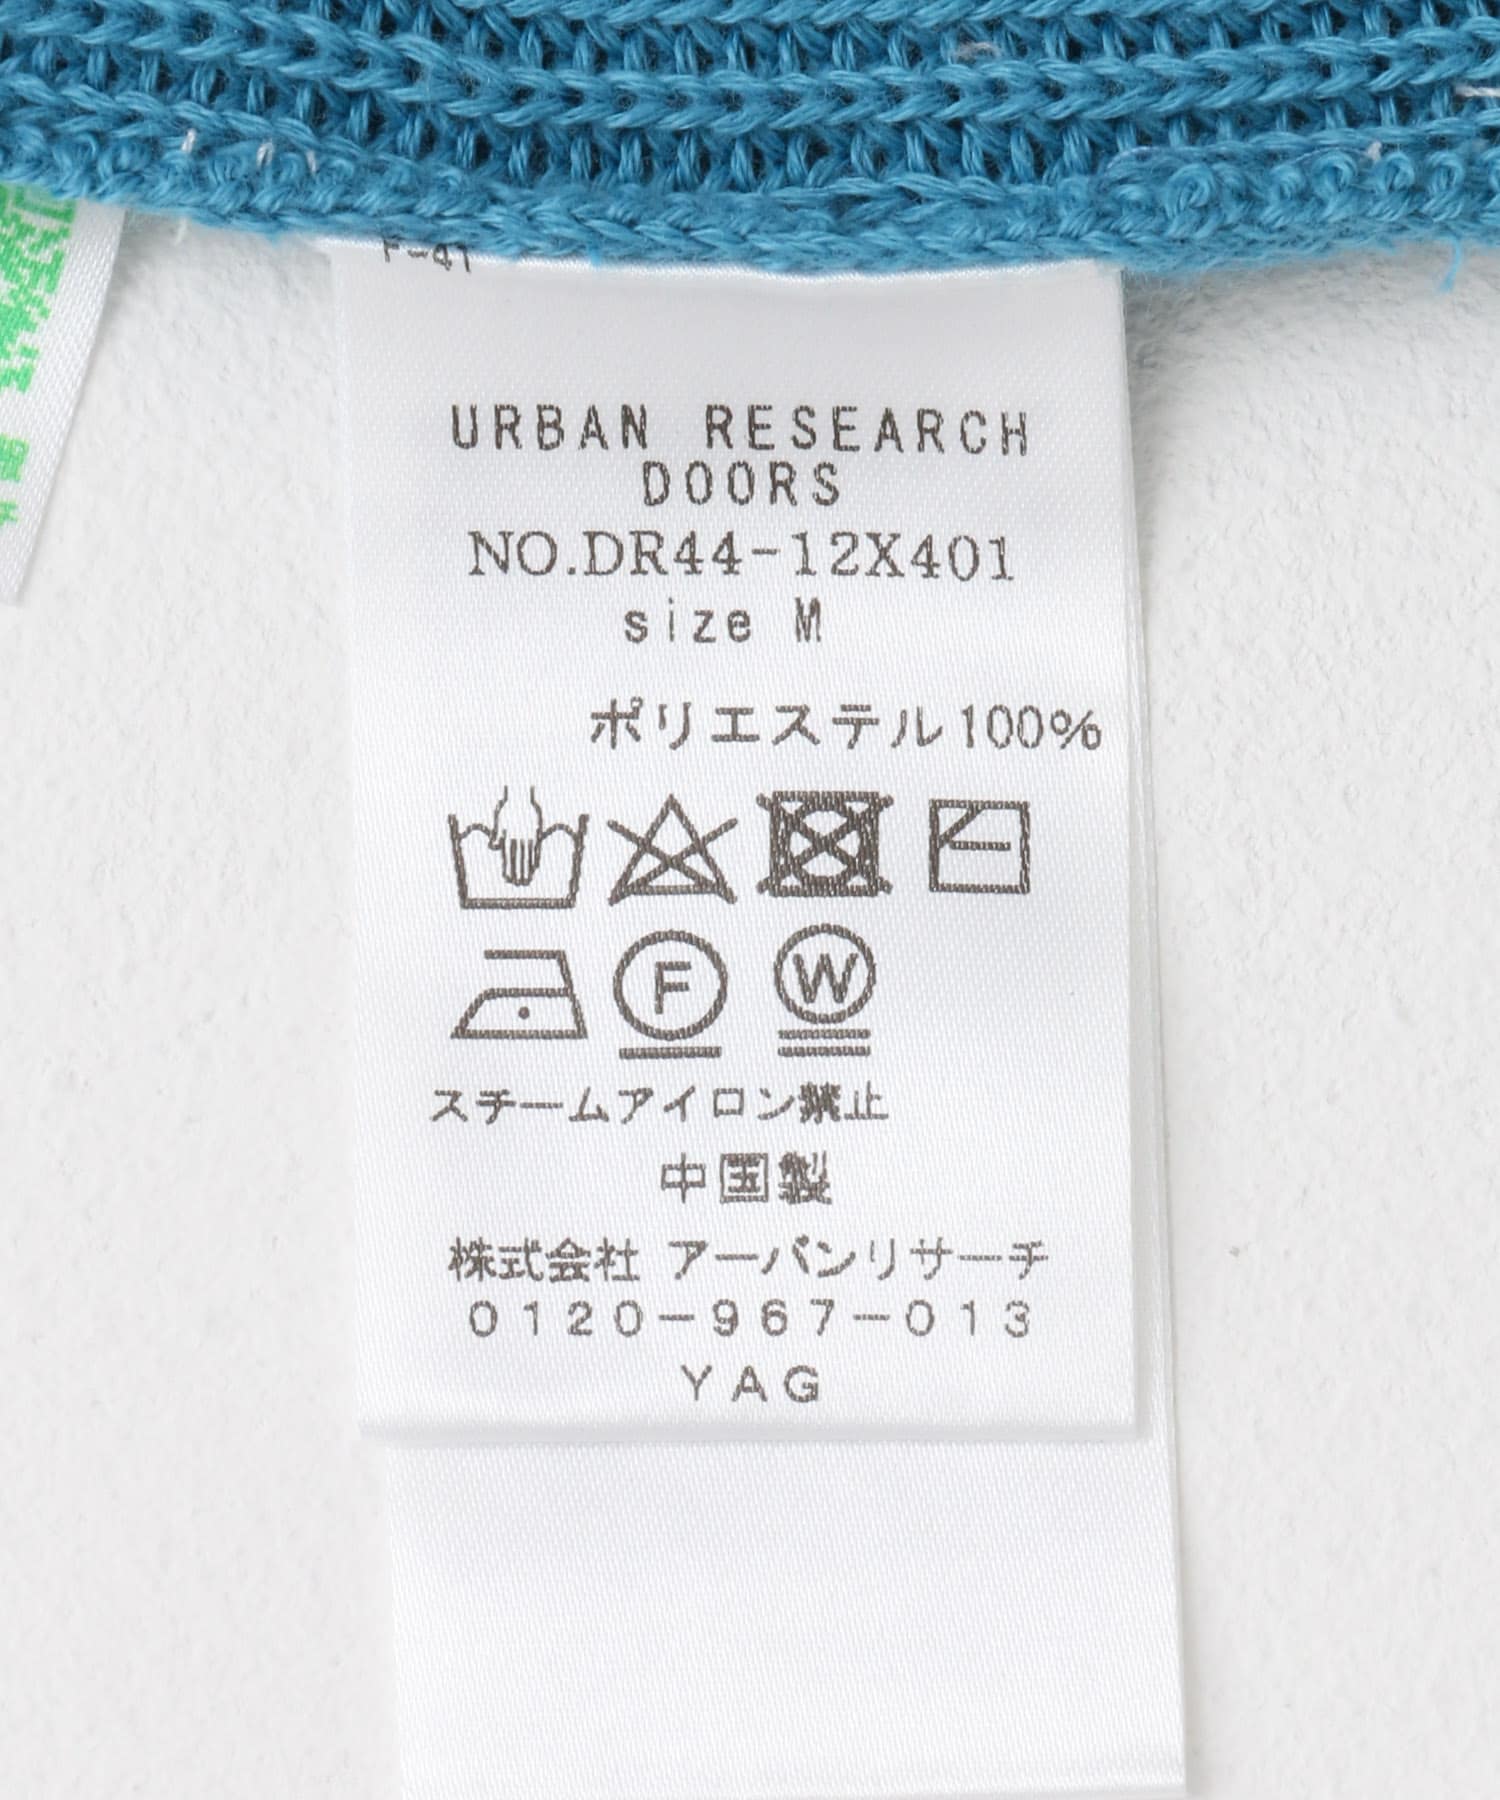 URBAN RESEARCH
DOORS
NO.DR44-12X401
size M
ポリエステル100%
F
W
スチームアイロン禁止
中国製
株式会社 アーバンリサーチ
0120-967-013
YAG